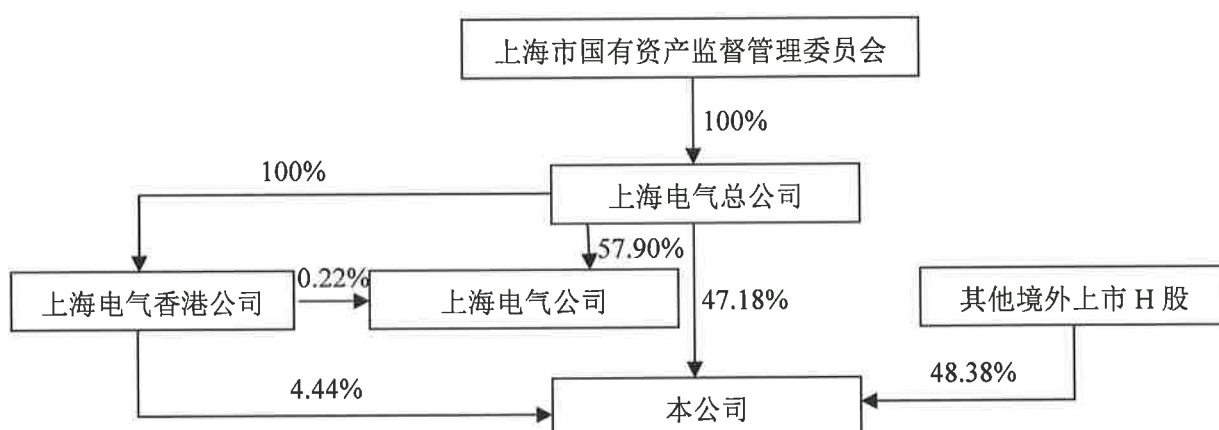 上海市国有资产监督管理委员会
100%
100%
上海电气总公司
57.90%
0.22%
上海电气香港公司
上海电气公司
47.18%
其他境外上市 H 股
4.44%
48.38%
本公司